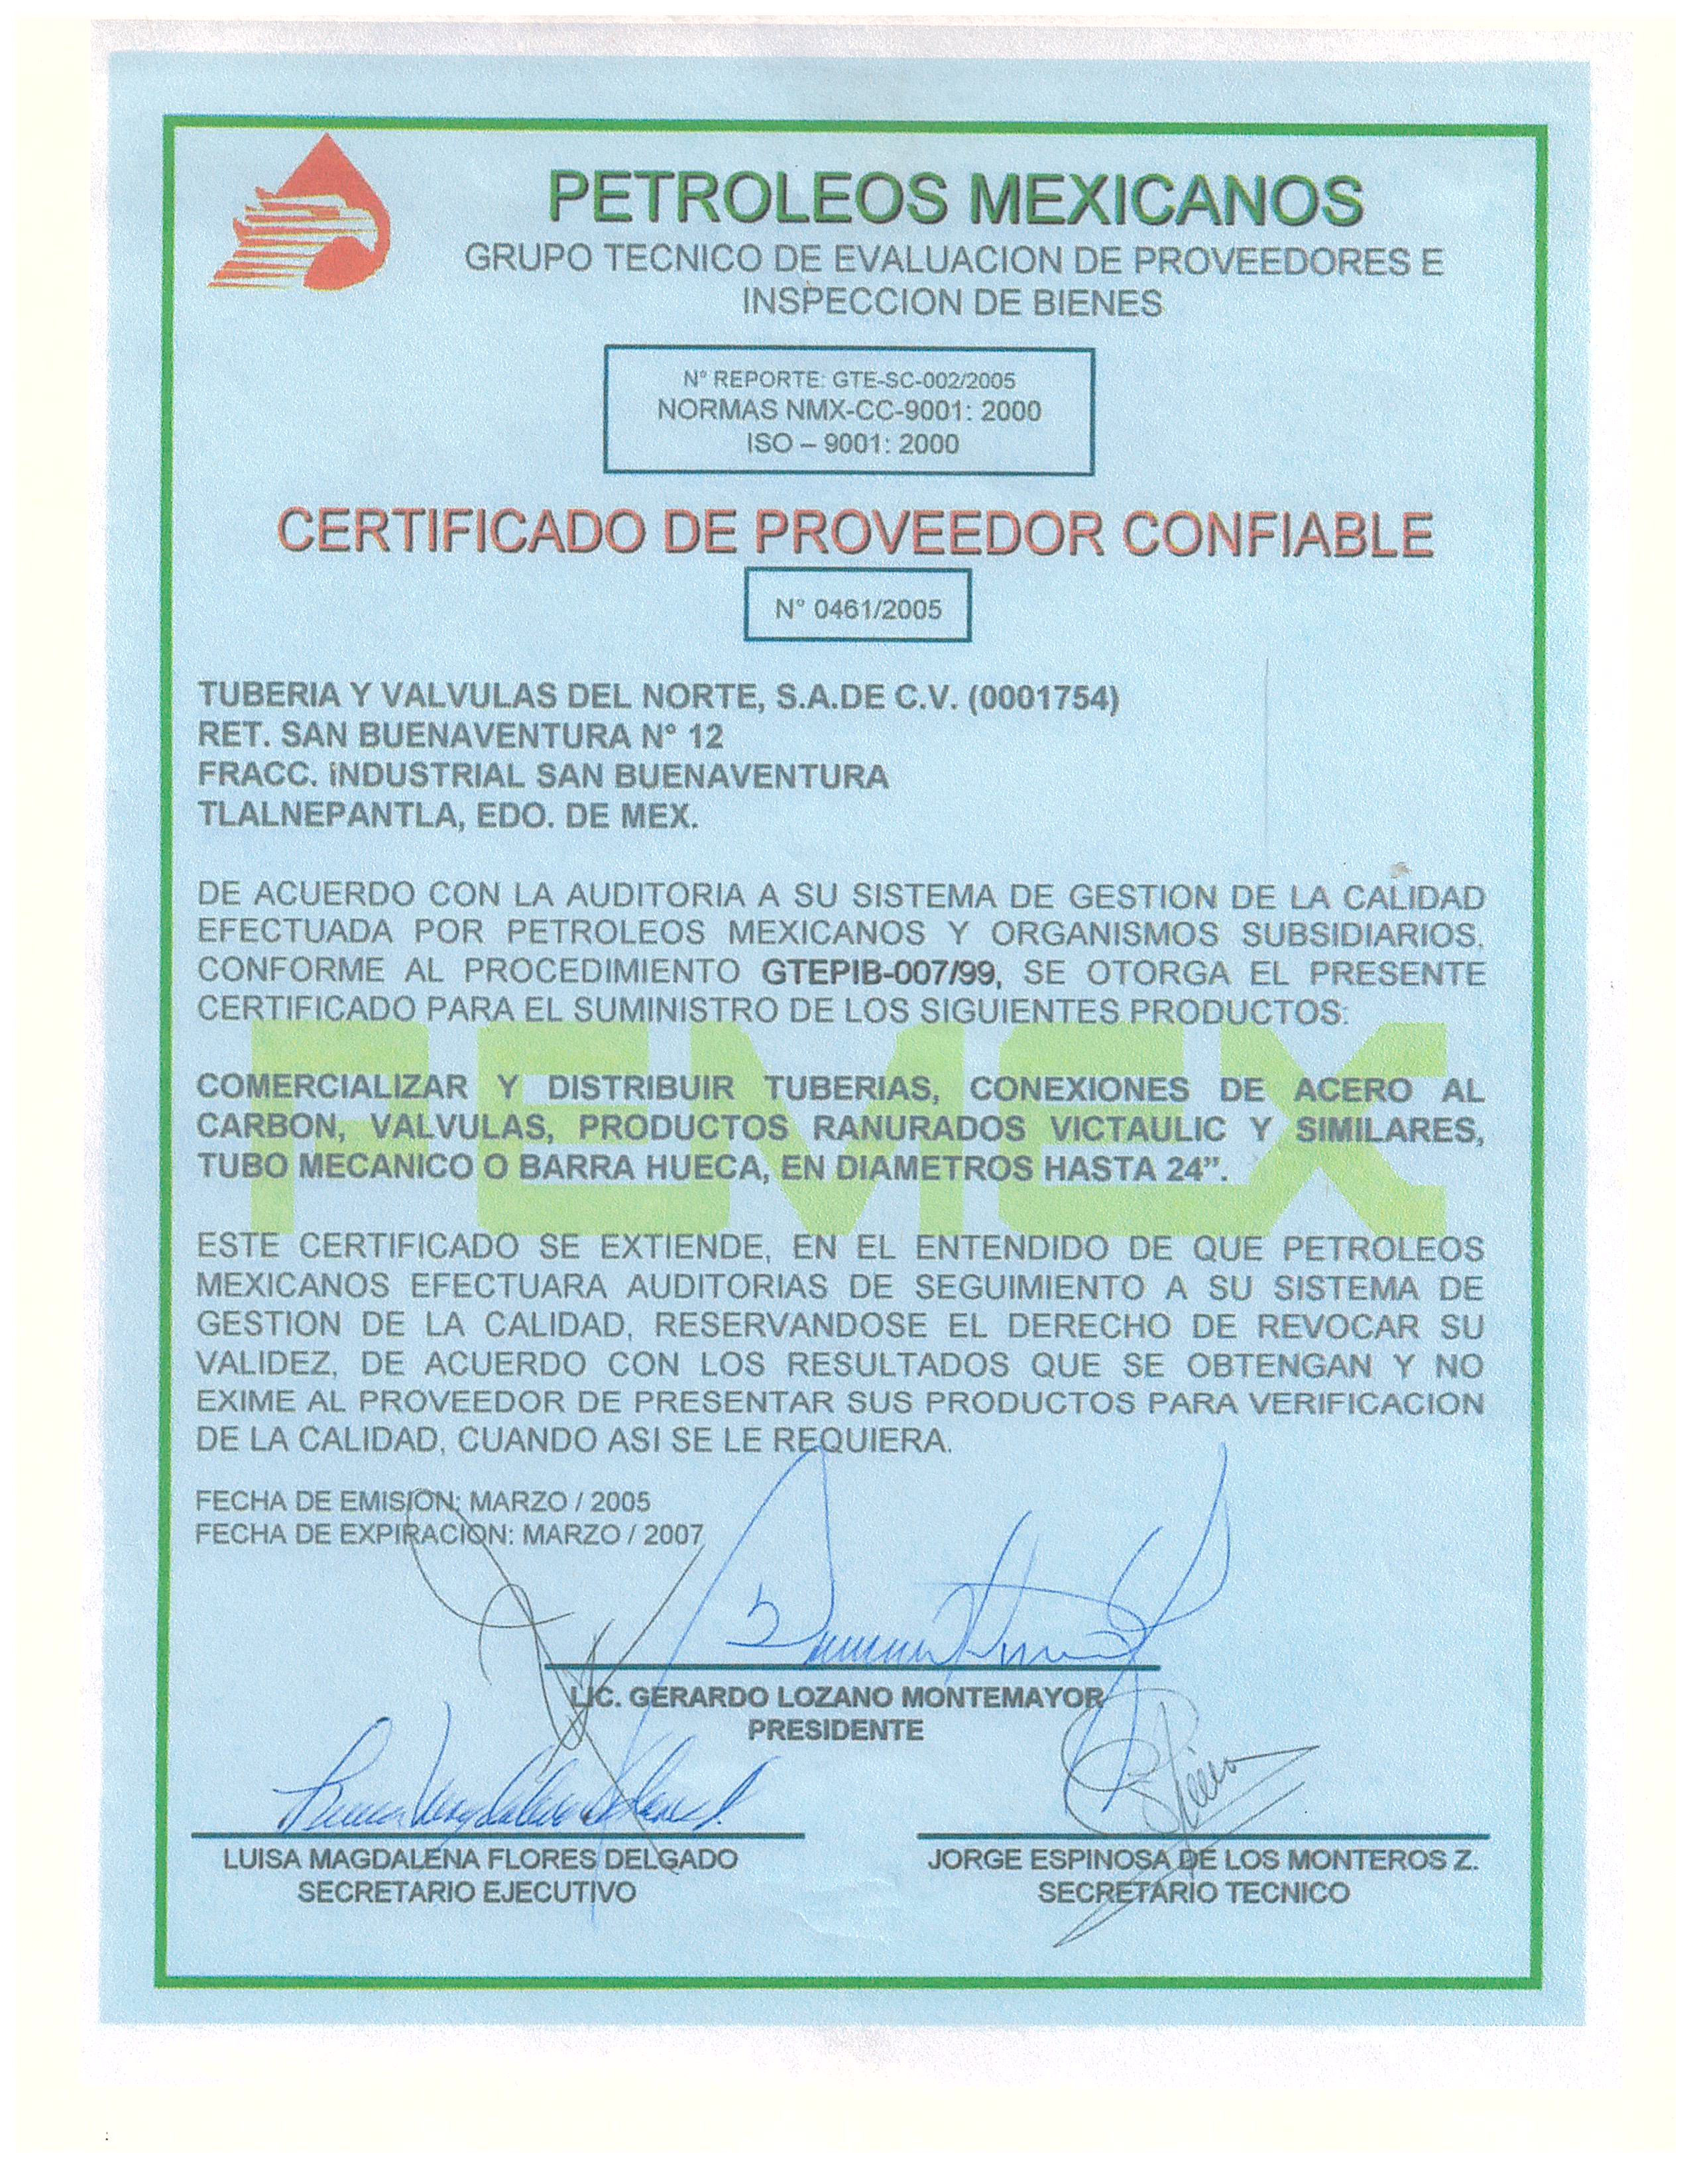 PETROLEOS MEXICANOS
GRUPO TECNICO DE EVALUACION DE PROVEEDORES E
INSPECCION DE BIENES
N° REPORTE: GTE-SC-002/2005
NORMAS NMX-CC-9001: 2000
ISO – 9001: 2000
CERTIFICADO DE PROVEEDOR CONFIABLE
N° 0461/2005
TUBERIA Y VALVULAS DEL NORTE, S.A.DE C.V. (0001754)
RET. SAN BUENAVENTURA N° 12
FRACC. iNDUSTRIAL SAN BUENAVENTURA
TLALNEPANTLA, EDO. DE MEX.
DE ACUERDO CON LA AUDITORIA A SU SISTEMA DE GESTION DE LA CALIDAD
EFECTUADA POR PETROLEOS MEXICANOS Y ORGANISMOS SUBSIDIARIOS,
CONFORME AL PROCEDIMIENTO GTEPIB-007/99, SE OTORGA EL PRESENTE
CERTIFICADO PARA EL SUMINISTRO DE LOS SIGUIENTES PRODUCTOS:
PEMEX
COMERCIALIZAR Y DISTRIBUIR TUBERIAS, CONEXIONES DE ACERO AL
CARBON, VALVULAS, PRODUCTOS RANURADOS VICTAULIC Y SIMILARES,
TUBO MECANICO O BARRA HUECA, EN DIAMETROS HASTA 24”.
ESTE CERTIFICADO SE EXTIENDE, EN EL ENTENDIDO DE QUE PETROLEOS
MEXICANOS EFECTUARA AUDITORIAS DE SEGUIMIENTO A SU SISTEMA DE
GESTION DE LA CALIDAD, RESERVANDOSE EL DERECHO DE REVOCAR SU
VALIDEZ, DE ACUERDO CON LOS RESULTADOS QUE SE OBTENGAN Y NO
EXIME AL PROVEEDOR DE PRESENTAR SUS PRODUCTOS PARA VERIFICACION
DE LA CALIDAD, CUANDO ASI SE LE REQUIERA.
FECHA DE EMISION: MARZO / 2005
FECHA DE EXPIRACION: MARZO / 2007
LIC. GERARDO LOZANO MONTEMAYOR
PRESIDENTE
LUISA MAGDALENA FLORES DELGADO
SECRETARIO EJECUTIVO
JORGE ESPINOSA DE LOS MONTEROS Z.
SECRETARIO TECNICO